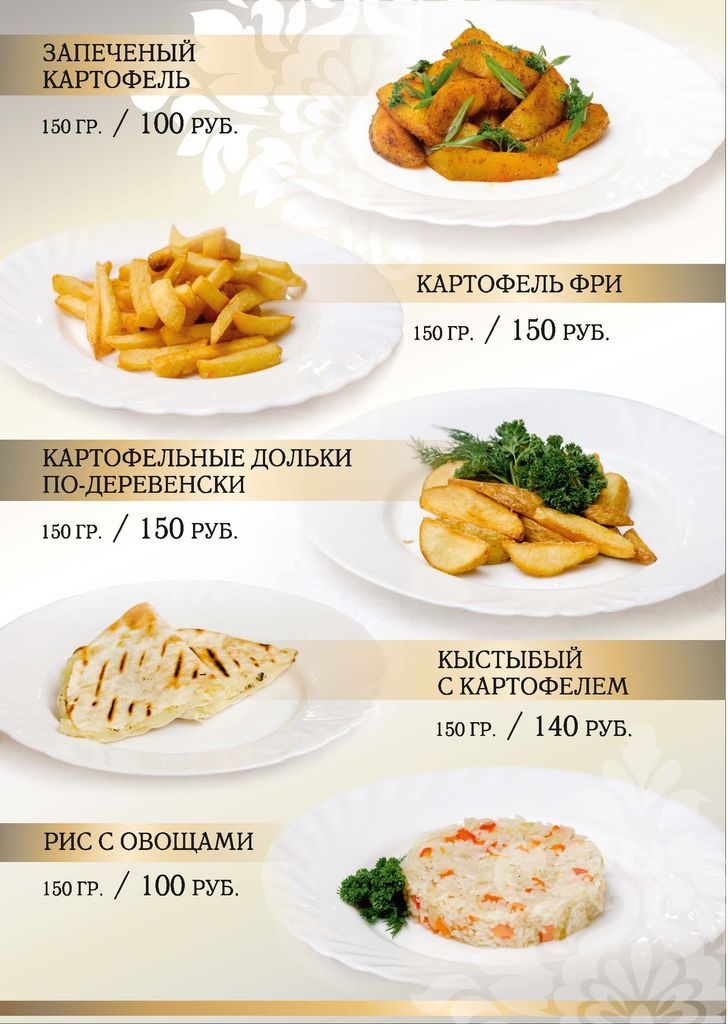 ЗАПЕЧЕНЫЙ
КАРТОФЕЛЬ
150 ГР. / 100 РУБ.
КАРТОФЕЛЬ ФРИ
150 ГР. / 150 РУБ.
КАРТОФЕЛЬНЫЕ ДОЛЬКИ
ПО-ДЕРЕВЕНСКИ
150 ГР. / 150 РУБ.
КЫСТЫБЫЙ
С КАРТОФЕЛЕМ
150 ГР. / 140 РУБ.
РИС С ОВОЩАМИ
150 ГР. / 100 РУБ.